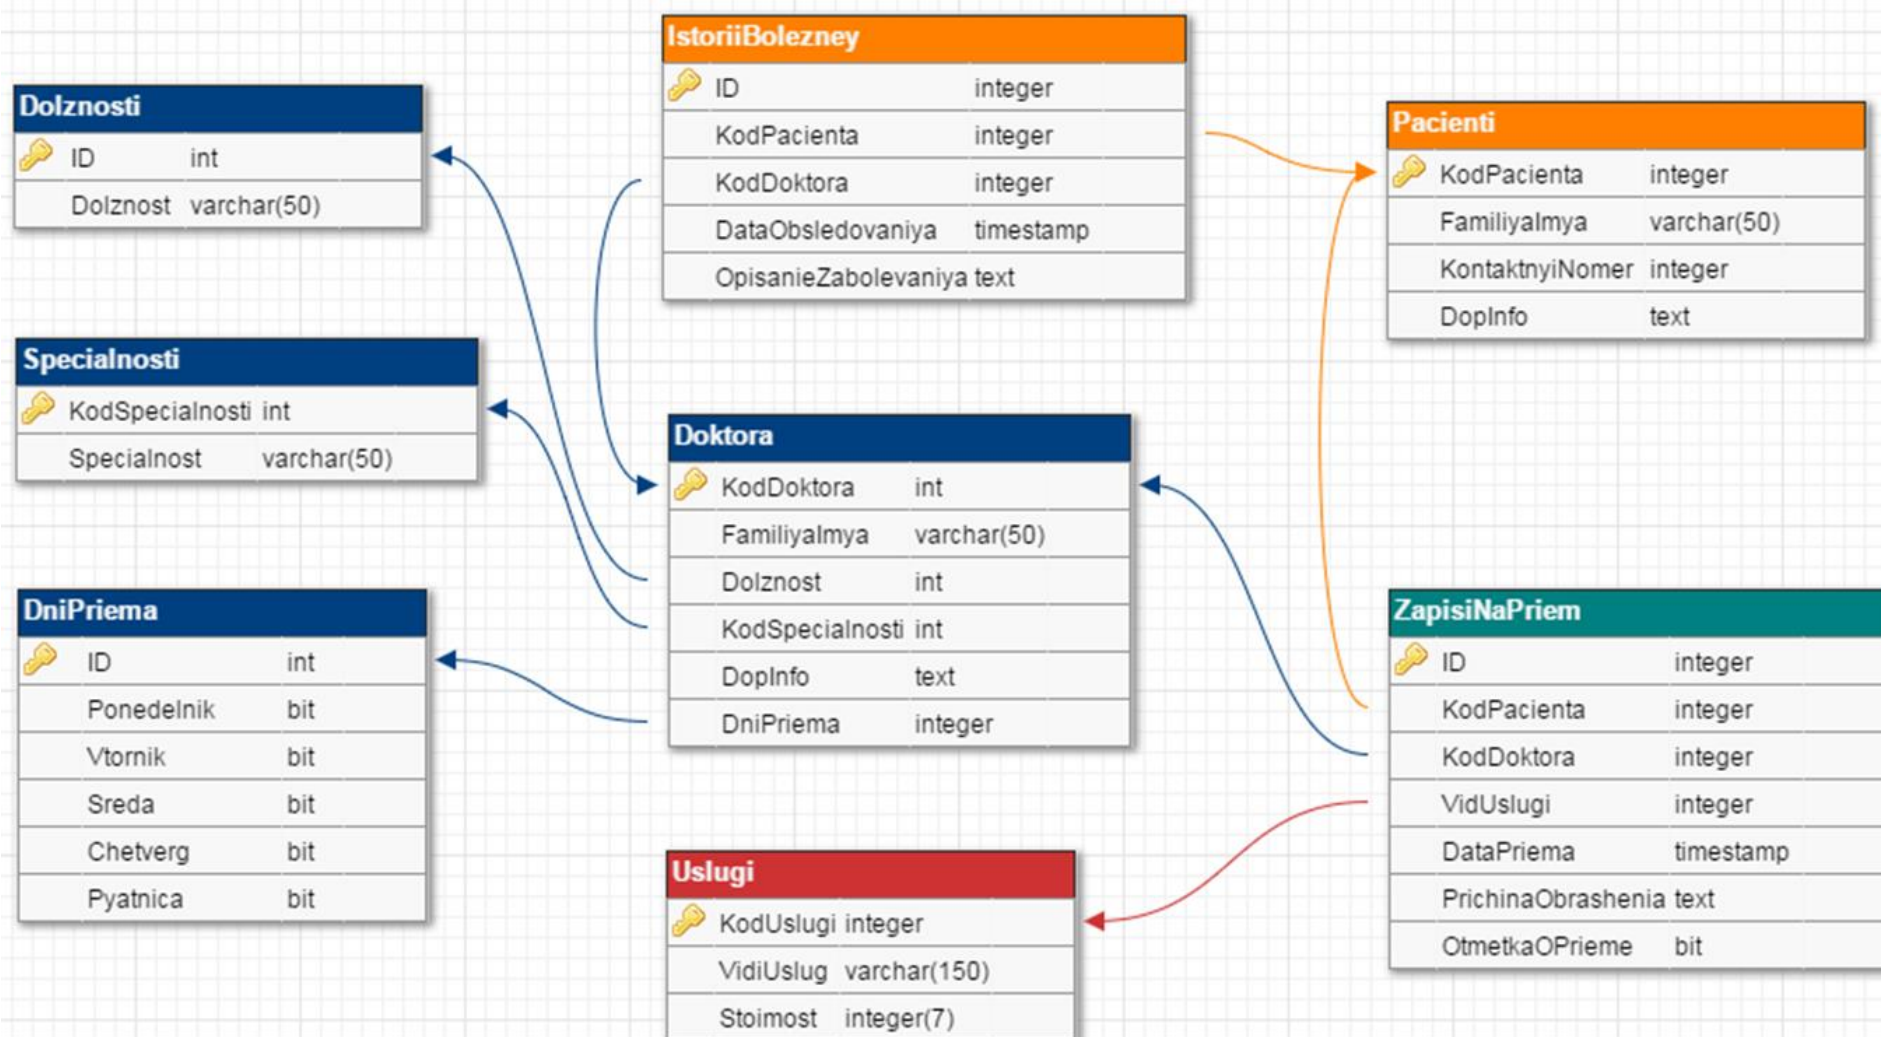 IstoriiBolezney
ID integer
KodPacienta integer
KodDoktora integer
DataObsledovaniya timestamp
OpisanieZabolevaniya text
Dolznosti
ID int
Dolznost varchar(50)
Pacienti
KodPacienta integer
FamiliyaImya varchar(50)
KontaktnyiNomer integer
DopInfo text
Specialnosti
KodSpecialnosti int
Specialnost varchar(50)
Doktora
KodDoktora int
FamiliyaImya varchar(50)
Dolznost int
KodSpecialnosti int
DopInfo text
DniPriema integer
DniPriema
ID int
Ponedelnik bit
Vtornik bit
Sreda bit
Chetverg bit
Pyatnica bit
ZapisiNaPriem
ID integer
KodPacienta integer
KodDoktora integer
VidUslugi integer
DataPriema timestamp
PrichinaObrashenia text
OtmetkaOPrieme bit
Uslugi
KodUslugi integer
VidiUslug varchar(150)
Stoimost integer(7)